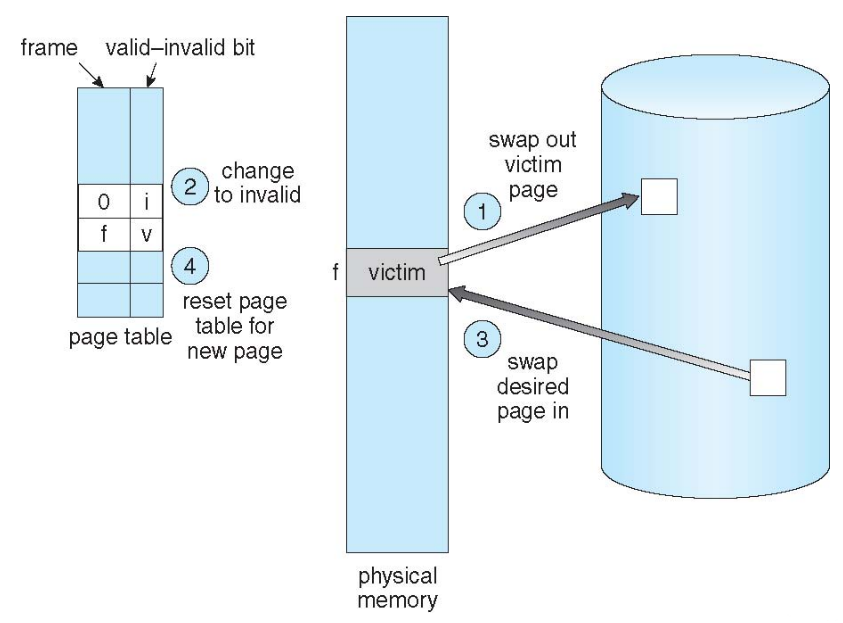 frame
valid–invalid bit
0
i
f
v
2
change
to invalid
4
reset page
table for
new page
page table
f
victim
swap out
victim
page
1
3
swap
desired
page in
physical
memory